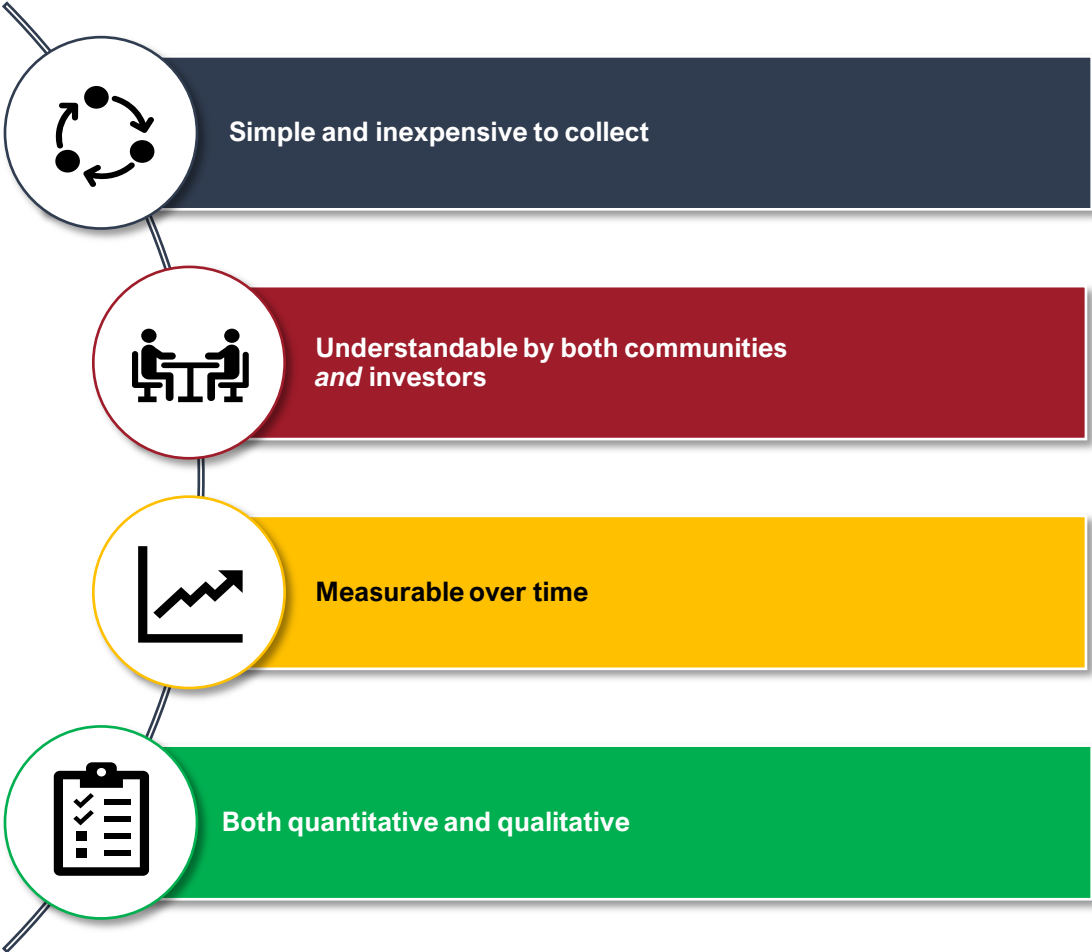 Simple and inexpensive to collect
Understandable by both communities
and investors
Measurable over time
Both quantitative and qualitative